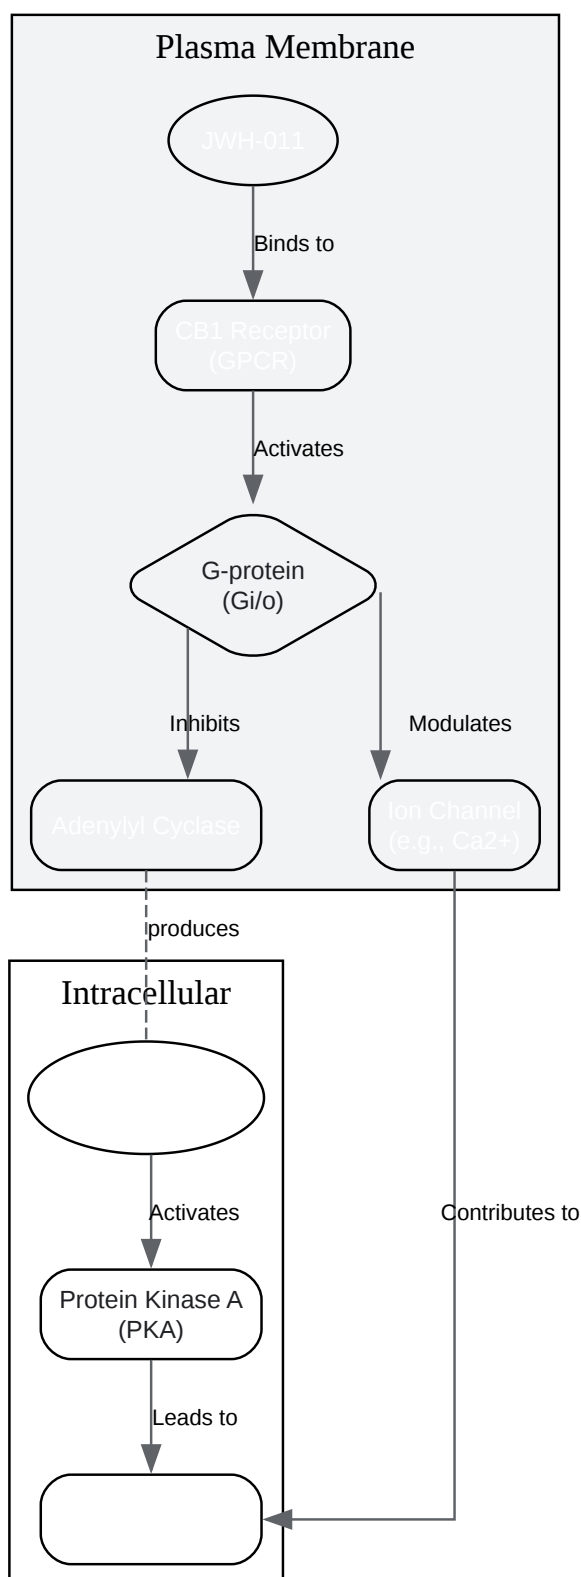 Plasma Membrane
JWH-011
Binds to
CB1 Receptor
(GPCR)
Activates
G-protein
(Gi/o)
Inhibits
Modulates
Adenylyl Cyclase
Ion Channel
(e.g., Ca2+)
produces
Intracellular
Activates
Contributes to
Protein Kinase A
(PKA)
Leads to